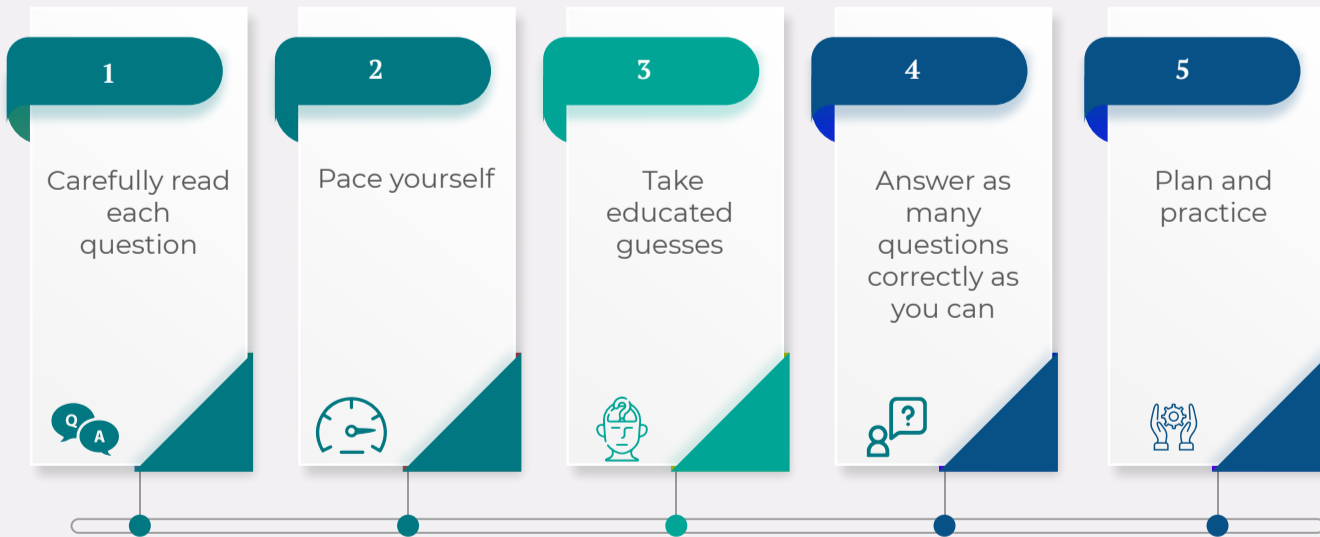 1
Carefully read
each
question
Q
A
2
Pace yourself
3
Take
educated
guesses
?
4
Answer as
many
questions
correctly as
you can
?
5
Plan and
practice